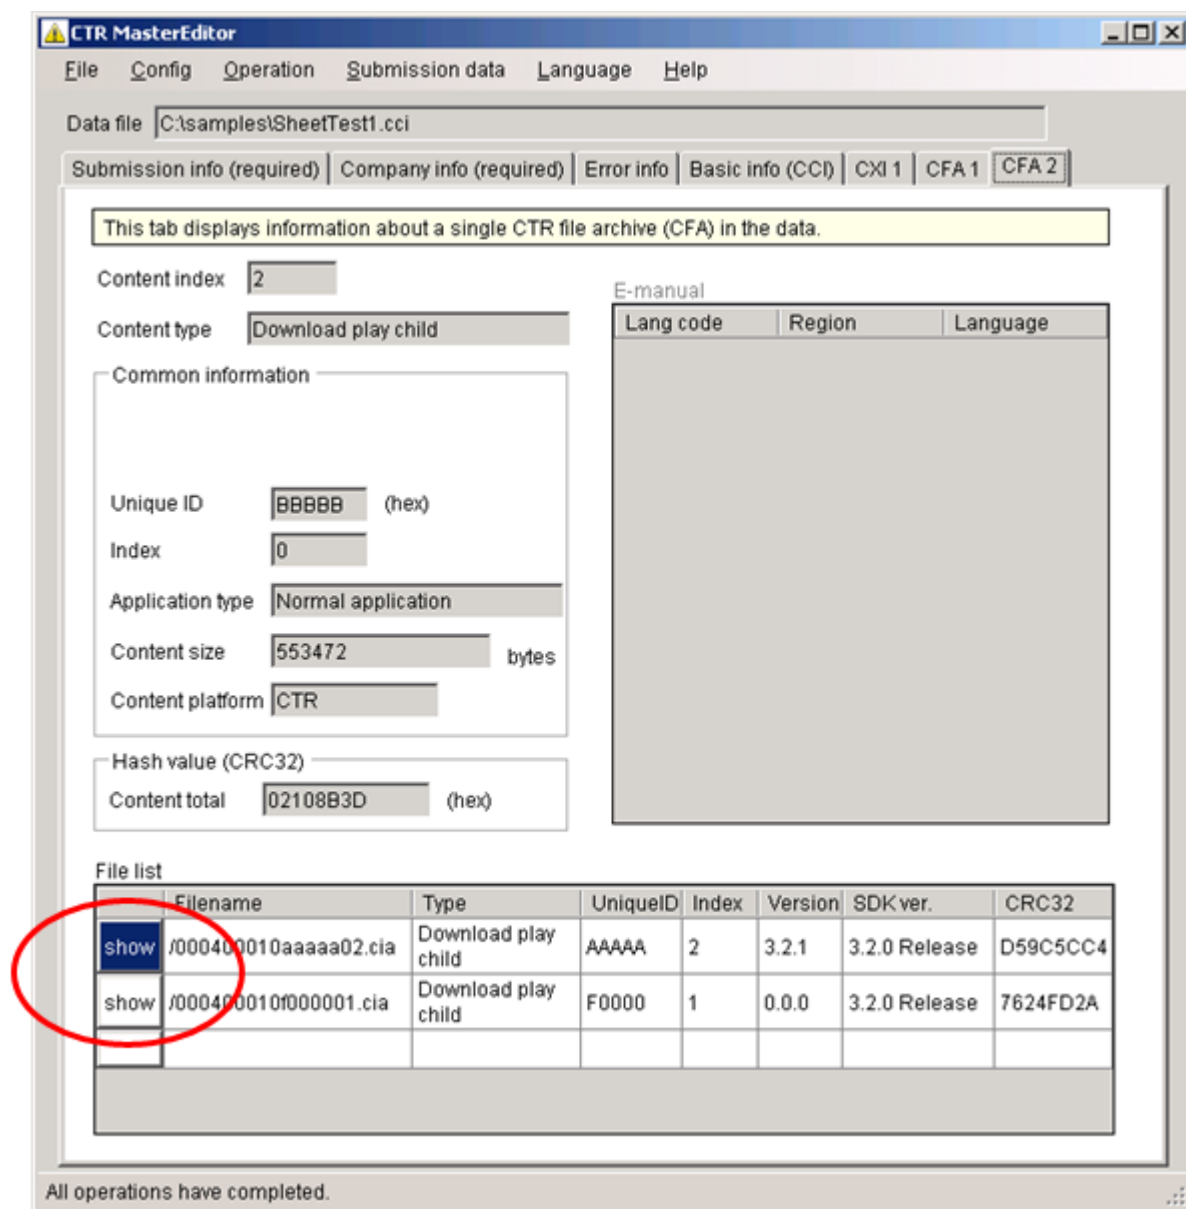 CTR MasterEditor
File Config Operation Submission data Language Help
Data file C:\samples\SheetTest1.cci
Submission info (required) Company info (required) Error info Basic info (CCI) CXI 1 CFA 1 CFA 2
This tab displays information about a single CTR file archive (CFA) in the data.
Content index 2
Content type Download play child
Common information
Unique ID BBBBB (hex)
Index 0
Application type Normal application
Content size 553472 bytes
Content platform CTR
Hash value (CRC32)
Content total 02108B3D (hex)
E-manual
Lang code Region Language
File list
Filename Type UniqueID Index Version SDK ver. CRC32
show /000400010aaaaa02.cia Download play child AAAAA 2 3.2.1 3.2.0 Release D59C5CC4
show /000400010f000001.cia Download play child F0000 1 0.0.0 3.2.0 Release 7624FD2A
All operations have completed.